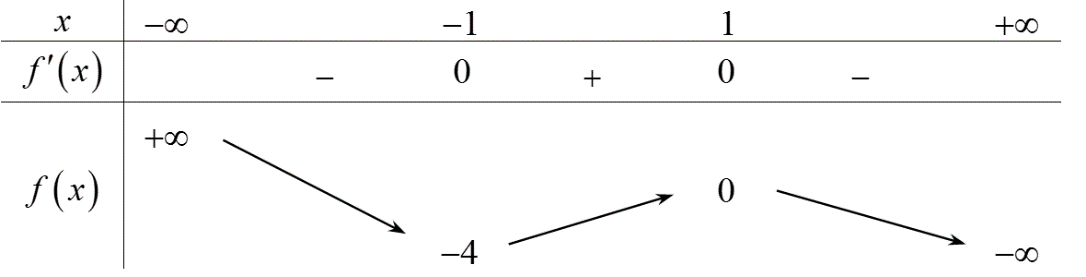 x −∞ −1 1 +∞
f′(x) − 0 + 0 −
+∞
f(x) 0
−4 −∞